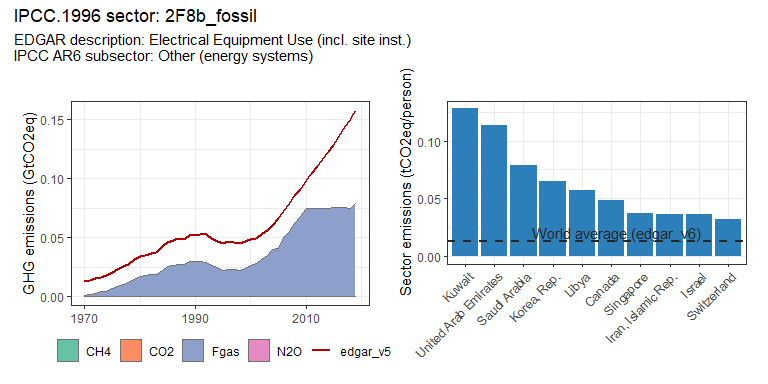 IPCC.1996 sector: 2F8b_fossil
EDGAR description: Electrical Equipment Use (incl. site inst.)
IPCC AR6 subsector: Other (energy systems)
GHG emissions (GtCO2eq)
0.15
0.10
0.05
0.00
1970
1990
2010
CH4
CO2
Fgas
N2O
edgar_v5
Sector emissions (tCO2eq/person)
0.10
0.05
0.00
World average (edgar_v6)
Kuwait
United Arab Emirates
Saudi Arabia
Korea, Rep.
Libya
Canada
Singapore
Iran, Islamic Rep.
Israel
Switzerland